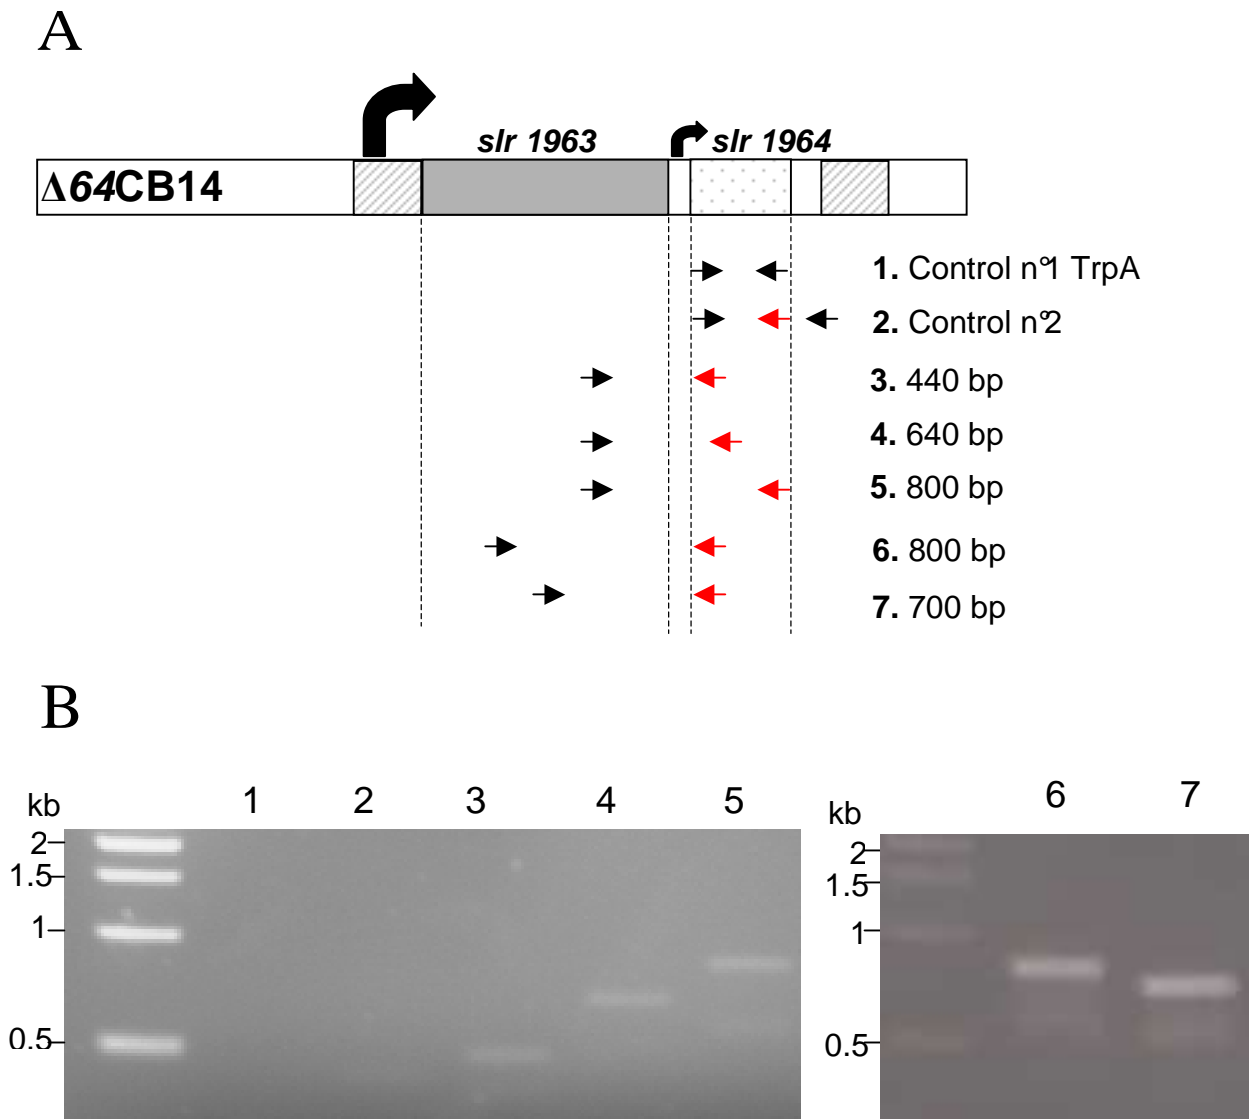 A
slr 1963
slr 1964
Δ64CB14
1. Control n°1 TrpA
2. Control n°2
3. 440 bp
4. 640 bp
5. 800 bp
6. 800 bp
7. 700 bp
B
kb 1 2 3 4 5
2
1.5
1
0.5
kb 6 7
2
1.5
1
0.5